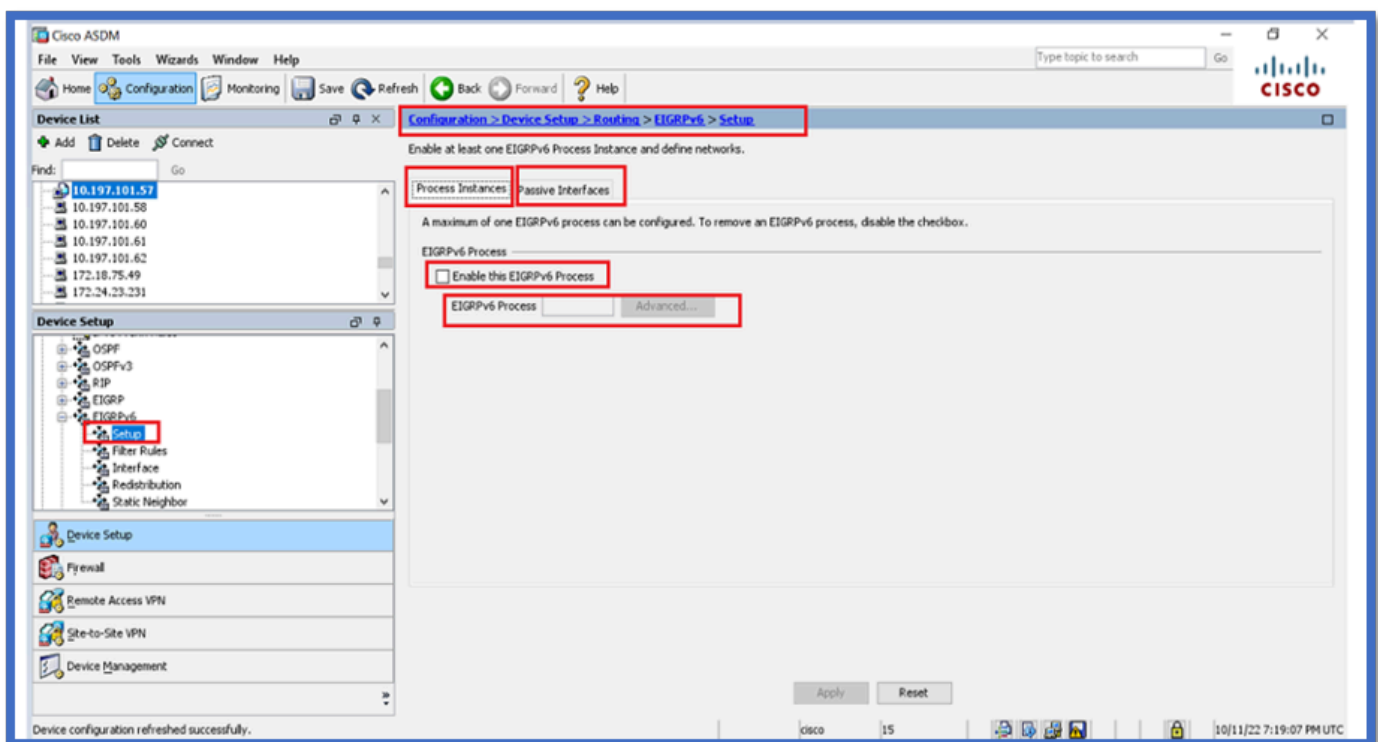 Cisco ASDM
File View Tools Wizards Window Help
Type topic to search Go
Home Configuration Monitoring Save Refresh Back Forward Help
CISCO
Device List
Add Delete Connect
Find: Go
10.197.101.57
10.197.101.58
10.197.101.60
10.197.101.61
10.197.101.62
172.18.75.49
172.24.23.231
Device Setup
OSPF
OSPFv3
RIP
EIGRP
EIGRPv6
Setup
Filter Rules
Interface
Redistribution
Static Neighbor
Device Setup
Firewall
Remote Access VPN
Site-to-Site VPN
Device Management
Configuration > Device Setup > Routing > EIGRPv6 > Setup
Enable at least one EIGRPv6 Process Instance and define networks.
Process Instances Passive Interfaces
A maximum of one EIGRPv6 process can be configured. To remove an EIGRPv6 process, disable the checkbox.
EIGRPv6 Process
Enable this EIGRPv6 Process
EIGRPv6 Process Advanced...
Apply Reset
Device configuration refreshed successfully.
cisco 15 10/11/22 7:19:07 PM UTC